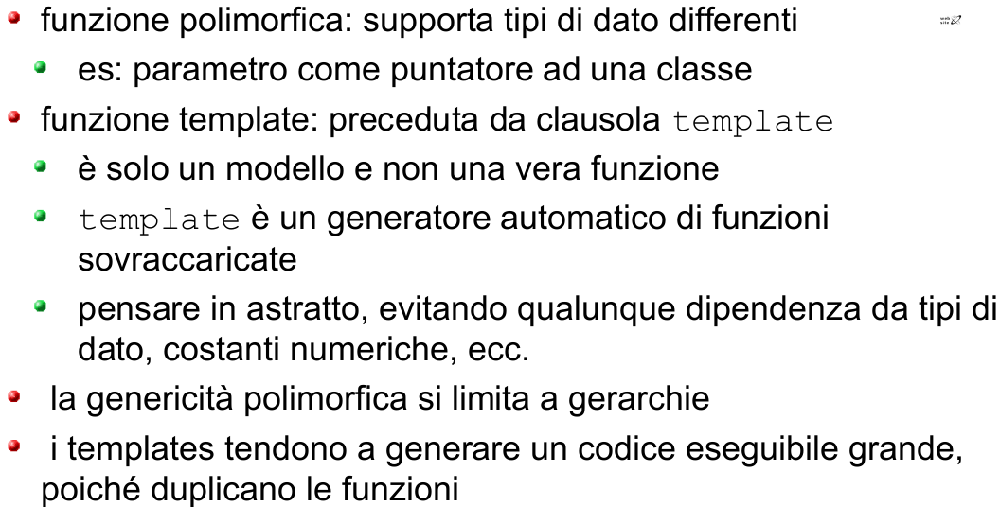 funzione polimorfica: supporta tipi di dato differenti
web
site
es: parametro come puntatore ad una classe
funzione template: preceduta da clausola template
è solo un modello e non una vera funzione
template è un generatore automatico di funzioni
sovraccaricate
pensare in astratto, evitando qualunque dipendenza da tipi di
dato, costanti numeriche, ecc.
la genericità polimorfica si limita a gerarchie
i templates tendono a generare un codice eseguibile grande,
poiché duplicano le funzioni